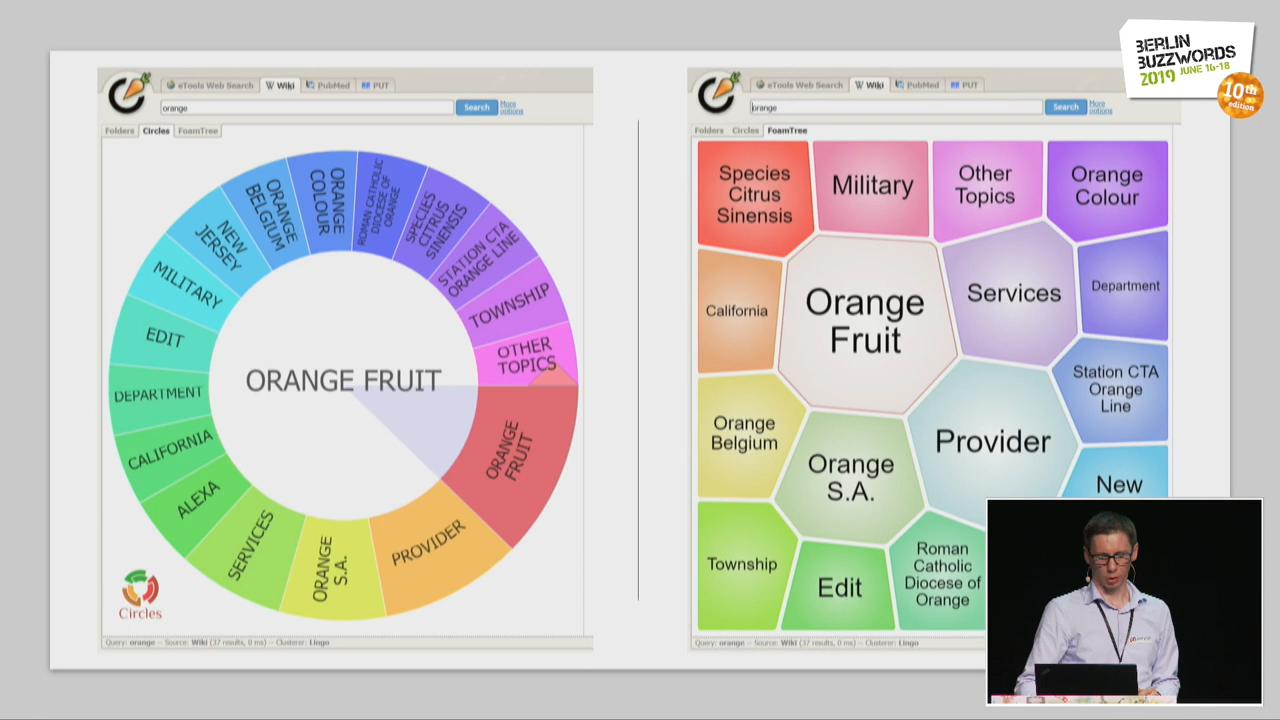 BERLIN
BUZZWORDS
2019 JUNE 16-18
10th
edition
eTools Web Search
Wiki
PubMed
PUT
orange
Search
More
options
Folders
Circles
FoamTree
ORANGE FRUIT
ORANGE
BELGIUM
ORANGE
COLOUR
ROMAN CATHOLIC
DIOCESE OF
ORANGE
SPECIES
CITRUS
SINENSIS
STATION CTA
ORANGE LINE
TOWNSHIP
OTHER
TOPICS
ORANGE
FRUIT
PROVIDER
ORANGE
S.A.
SERVICES
ALEXA
CALIFORNIA
DEPARTMENT
EDIT
MILITARY
NEW
JERSEY
Circles
Query: orange -- Source: Wiki (37 results, 0 ms) -- Clusterer: Lingo
eTools Web Search
Wiki
PubMed
PUT
orange
Search
More
options
Folders
Circles
FoamTree
Species
Citrus
Sinensis
Military
Other
Topics
Orange
Colour
California
Orange
Fruit
Services
Department
Station CTA
Orange
Line
Orange
Belgium
Orange
S.A.
Provider
New
Township
Edit
Roman
Catholic
Diocese of
Orange
Query: orange -- Source: Wiki (37 results, 0 ms) -- Clusterer: Lingo